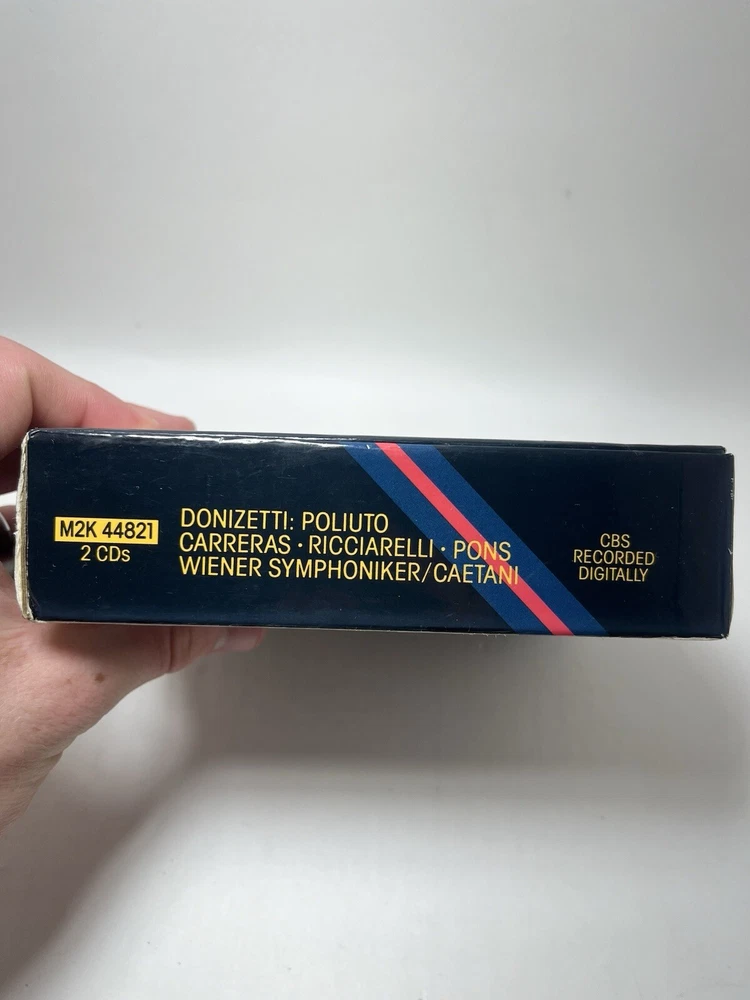 M2K 44821
2 CDs
DONIZETTI: POLIUTO
CARRERAS · RICCIARELLI · PONS
WIENER SYMPHONIKER/CAETANI
CBS
RECORDED
DIGITALLY